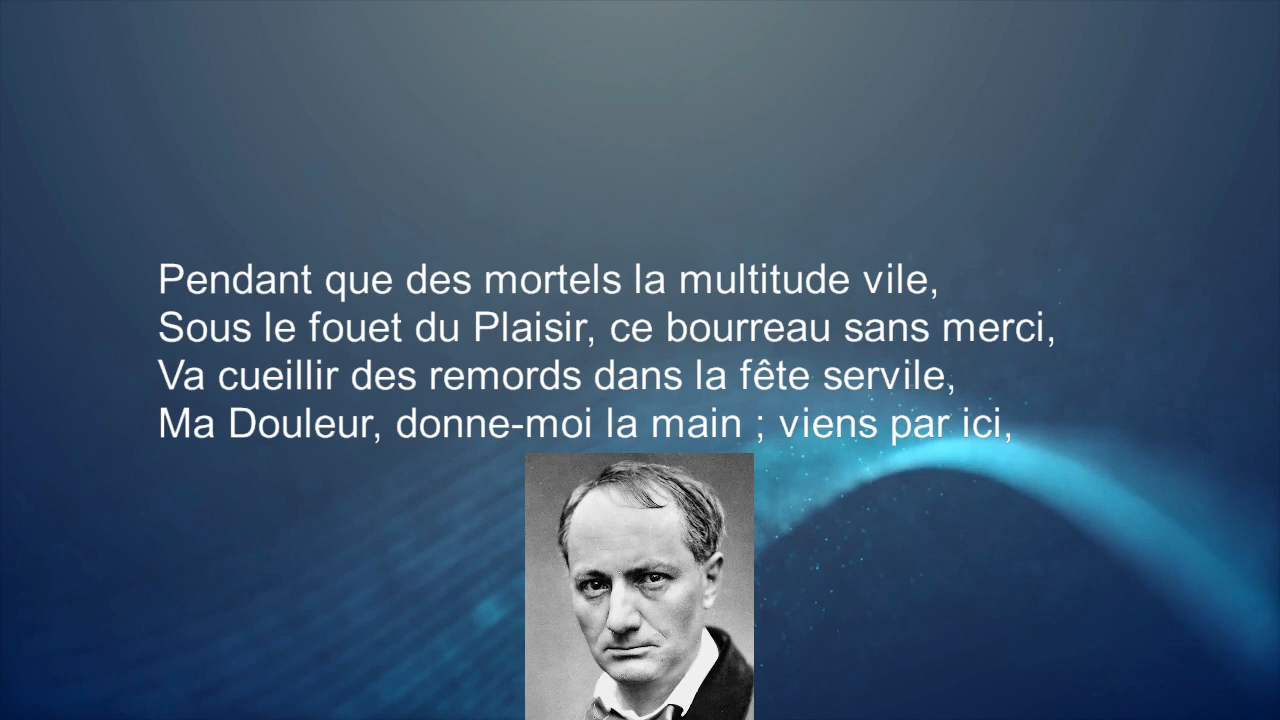 Pendant que des mortels la multitude vile,
Sous le fouet du Plaisir, ce bourreau sans merci,
Va cueillir des remords dans la fête servile,
Ma Douleur, donne-moi la main ; viens par ici,